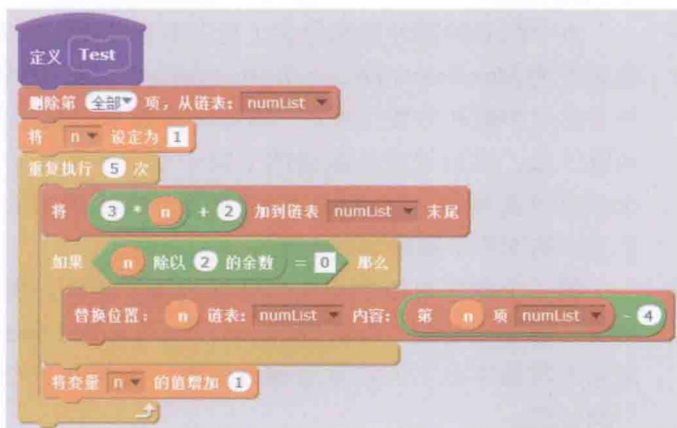 定义 Test
删除第 全部 项，从链表：numList
将 n 设定为 1
重复执行 5 次
将 3 * n + 2 加到链表 numList 末尾
如果 n 除以 2 的余数 = 0 那么
替换位置： n 链表：numList 内容： 第 n 项 numList - 4
将变量 n 的值增加 1